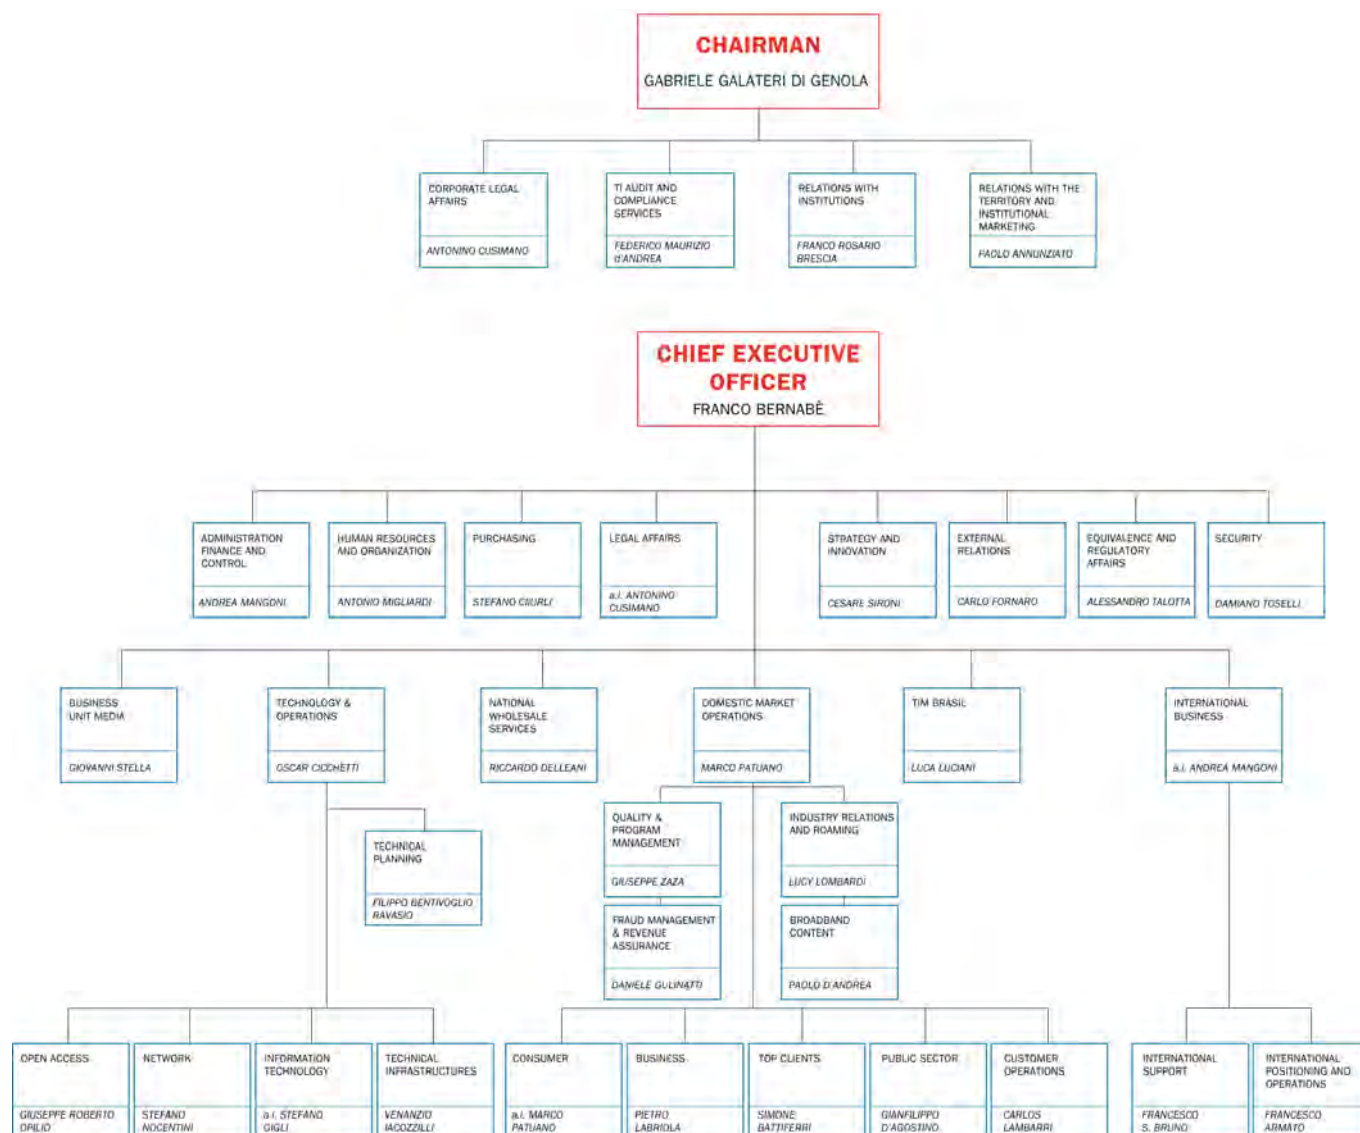 CHAIRMAN
GABRIELE GALATERI DI GENOLA
CORPORATE LEGAL
AFFAIRS
ANTONINO CUSIMANO
TI AUDIT AND
COMPLIANCE
SERVICES
FEDERICO MAURIZIO
d'ANDREA
RELATIONS WITH
INSTITUTIONS
FRANCO ROSARIO
BRESCIA
RELATIONS WITH THE
TERRITORY AND
INSTITUTIONAL
MARKETING
PAOLO ANNUNZIATO
CHIEF EXECUTIVE
OFFICER
FRANCO BERNABÈ
ADMINISTRATION
FINANCE AND
CONTROL
ANDREA MANGONI
HUMAN RESOURCES
AND ORGANIZATION
ANTONIO MIGLIARDI
PURCHASING
STEFANO CIURLI
LEGAL AFFAIRS
a.i. ANTONINO
CUSIMANO
STRATEGY AND
INNOVATION
CESARE SIRONI
EXTERNAL
RELATIONS
CARLO FORNARO
EQUIVALENCE AND
REGULATORY
AFFAIRS
ALESSANDRO TALOTTA
SECURITY
DAMIANO TOSELLI
BUSINESS
UNIT MEDIA
GIOVANNI STELLA
TECHNOLOGY &
OPERATIONS
OSCAR CICCHETTI
NATIONAL
WHOLESALE
SERVICES
RICCARDO DELLEANI
DOMESTIC MARKET
OPERATIONS
MARCO PATUANO
TIM BRASIL
LUCA LUCIANI
INTERNATIONAL
BUSINESS
a.i. ANDREA MANGONI
TECHNICAL
PLANNING
FILIPPO BENTIVOGLIO
RAVASIO
QUALITY &
PROGRAM
MANAGEMENT
GIUSEPPE ZAZA
INDUSTRY RELATIONS
AND ROAMING
LUCY LOMBARDI
FRAUD MANAGEMENT
& REVENUE
ASSURANCE
DANIELE GULINATTI
BROADBAND
CONTENT
PAOLO D'ANDREA
OPEN ACCESS
GIUSEPPE ROBERTO
OPILIO
NETWORK
STEFANO
NOCENTINI
INFORMATION
TECHNOLOGY
a.i. STEFANO
GIGLI
TECHNICAL
INFRASTRUCTURES
VENANZIO
IACOZZILLI
CONSUMER
a.i. MARCO
PATUANO
BUSINESS
PIETRO
LABRIOLA
TOP CLIENTS
SIMONE
BATTIFERRI
PUBLIC SECTOR
GIANFILIPPO
D'AGOSTINO
CUSTOMER
OPERATIONS
CARLOS
LAMBARRI
INTERNATIONAL
SUPPORT
FRANCESCO
S. BRUNO
INTERNATIONAL
POSITIONING AND
OPERATIONS
FRANCESCO
ARMATO